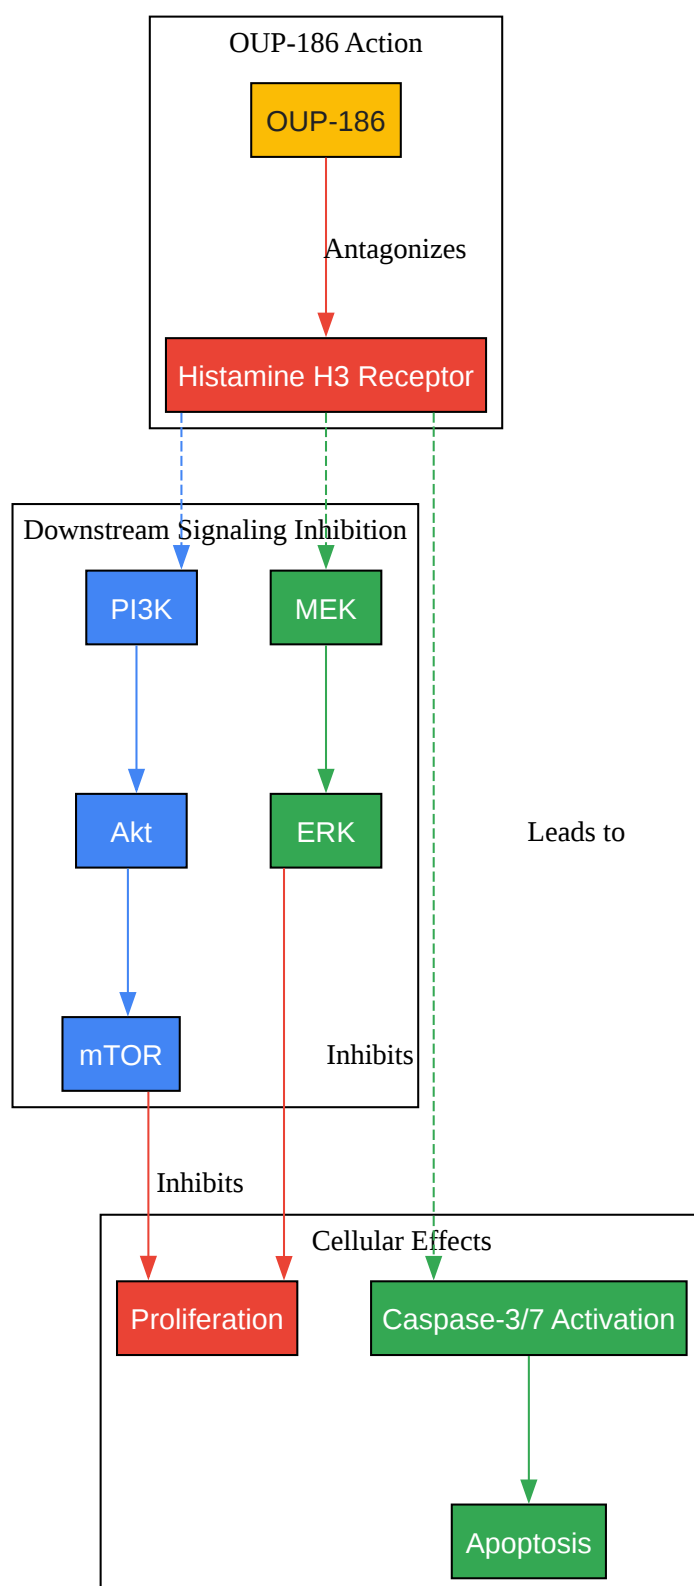 OUP-186 Action
OUP-186
Antagonizes
Histamine H3 Receptor
Downstream Signaling Inhibition
PI3K
MEK
Akt
ERK
Leads to
mTOR
Inhibits
Inhibits
Cellular Effects
Proliferation
Caspase-3/7 Activation
Apoptosis